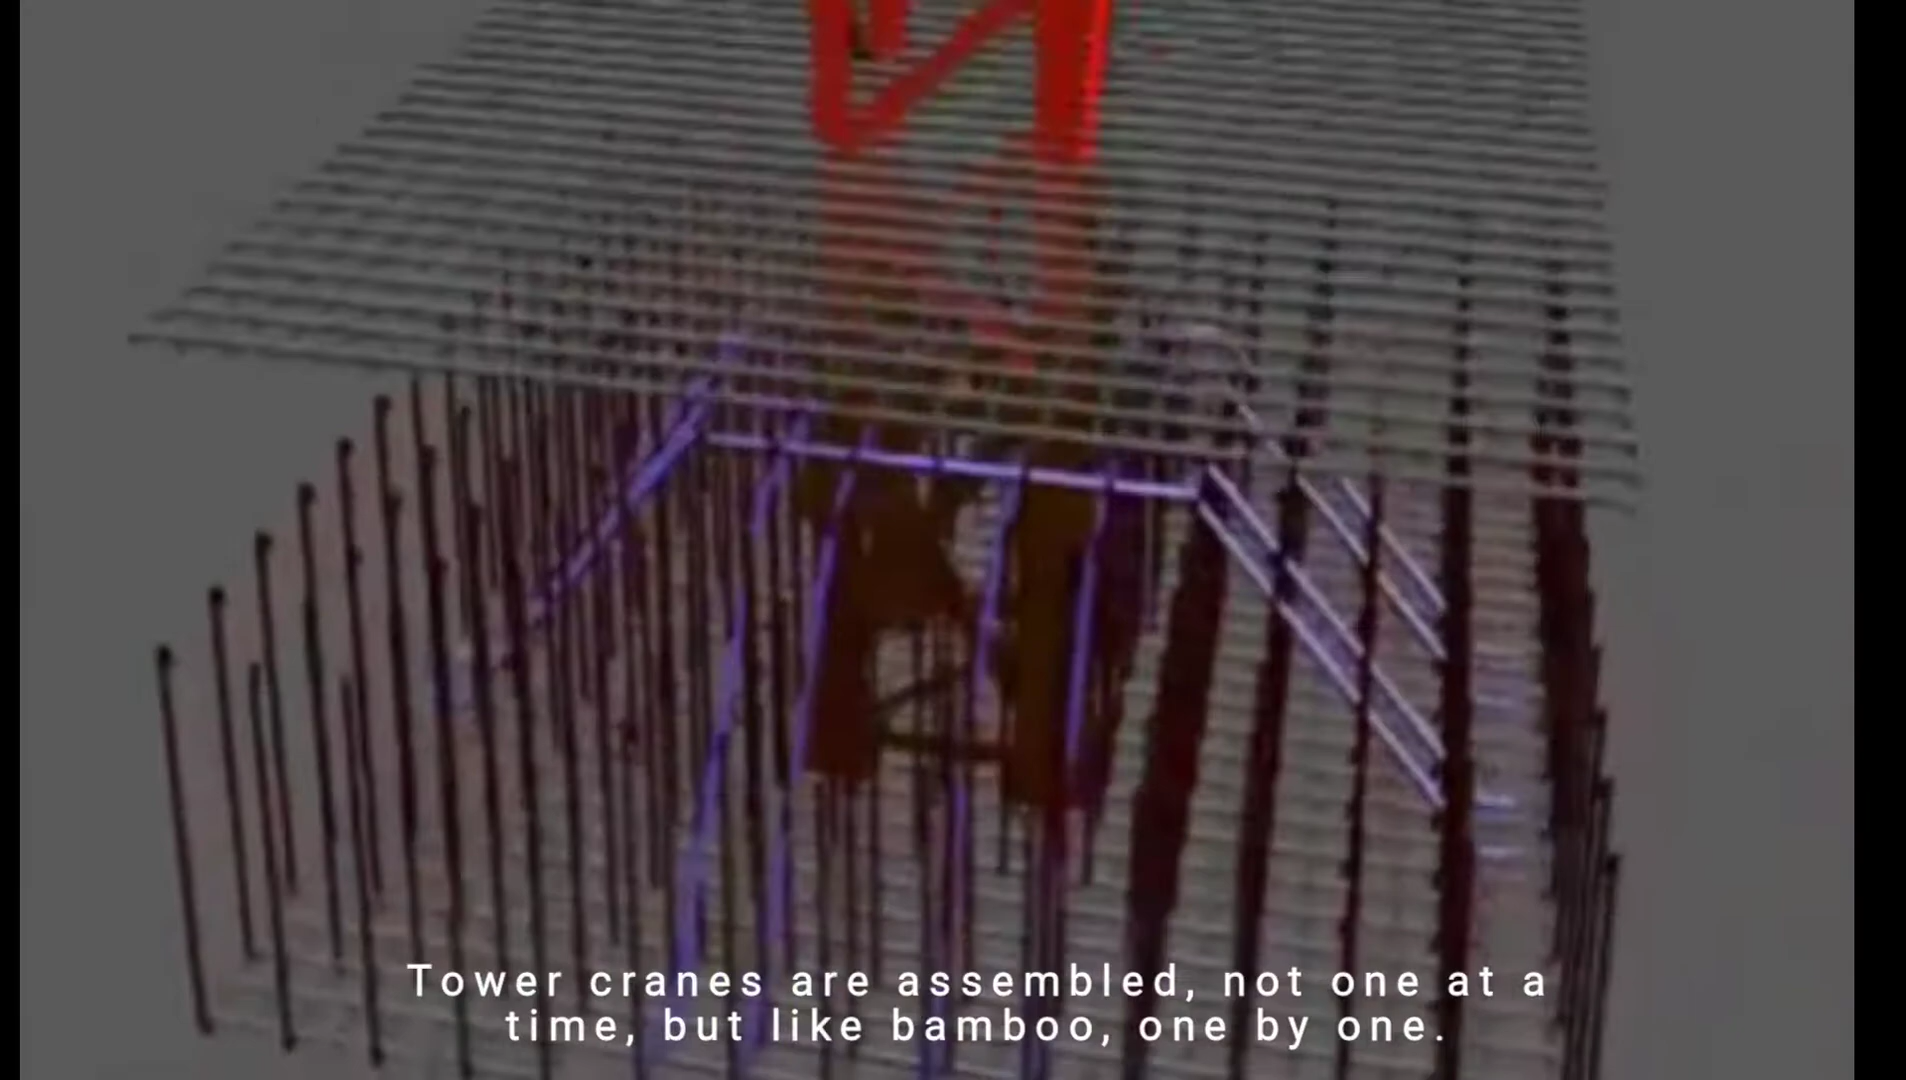 Tower cranes are assembled, not one at a
time, but like bamboo, one by one.